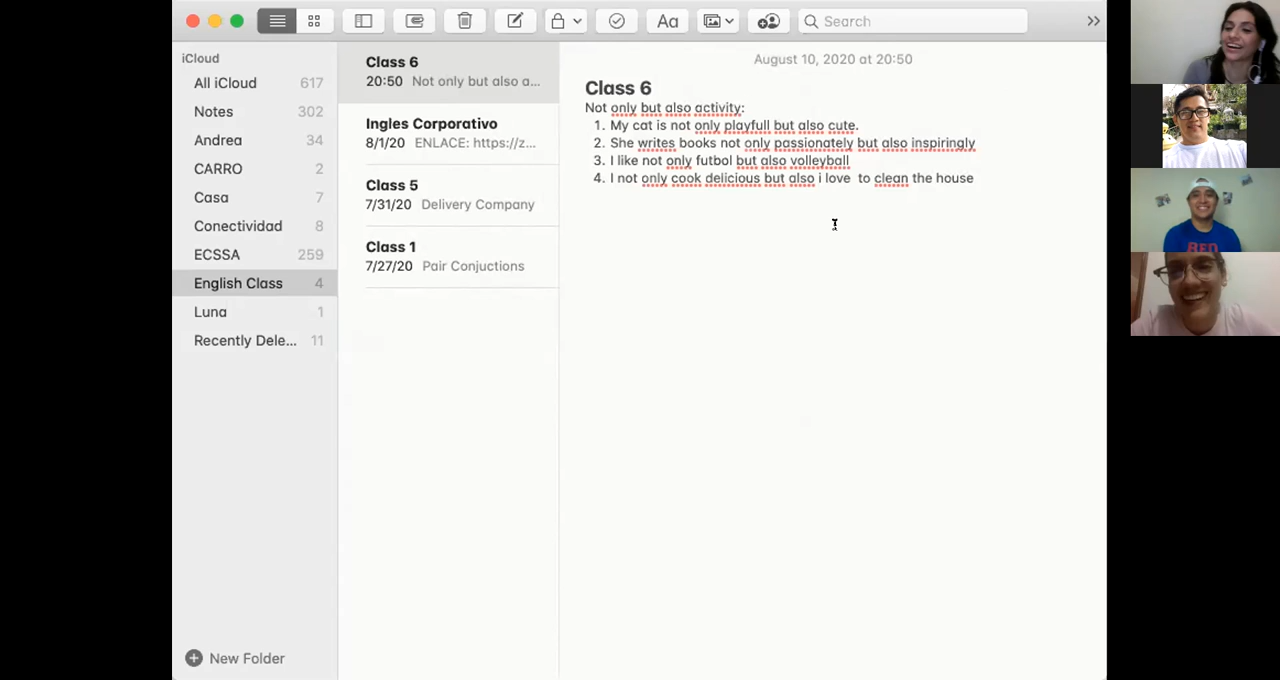 Search
iCloud
All iCloud 617
Notes 302
Andrea 34
CARRO 2
Casa 7
Conectividad 8
ECSSA 259
English Class 4
Luna 1
Recently Dele... 11
New Folder
Class 6
20:50 Not only but also a...
Ingles Corporativo
8/1/20 ENLACE: https://z...
Class 5
7/31/20 Delivery Company
Class 1
7/27/20 Pair Conjuctions
August 10, 2020 at 20:50
Class 6
Not only but also activity:
1. My cat is not only playfull but also cute.
2. She writes books not only passionately but also inspiringly
3. I like not only futbol but also volleyball
4. I not only cook delicious but also i love  to clean the house
Aa
RED